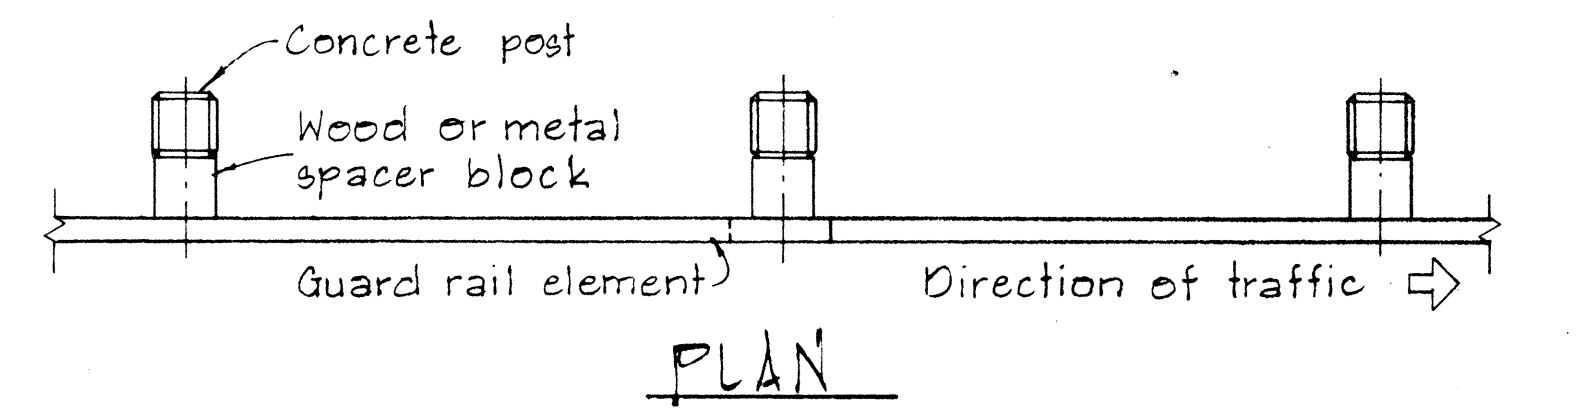 Concrete post
Wood or metal
spacer block
Guard rail element
Direction of traffic
PLAN